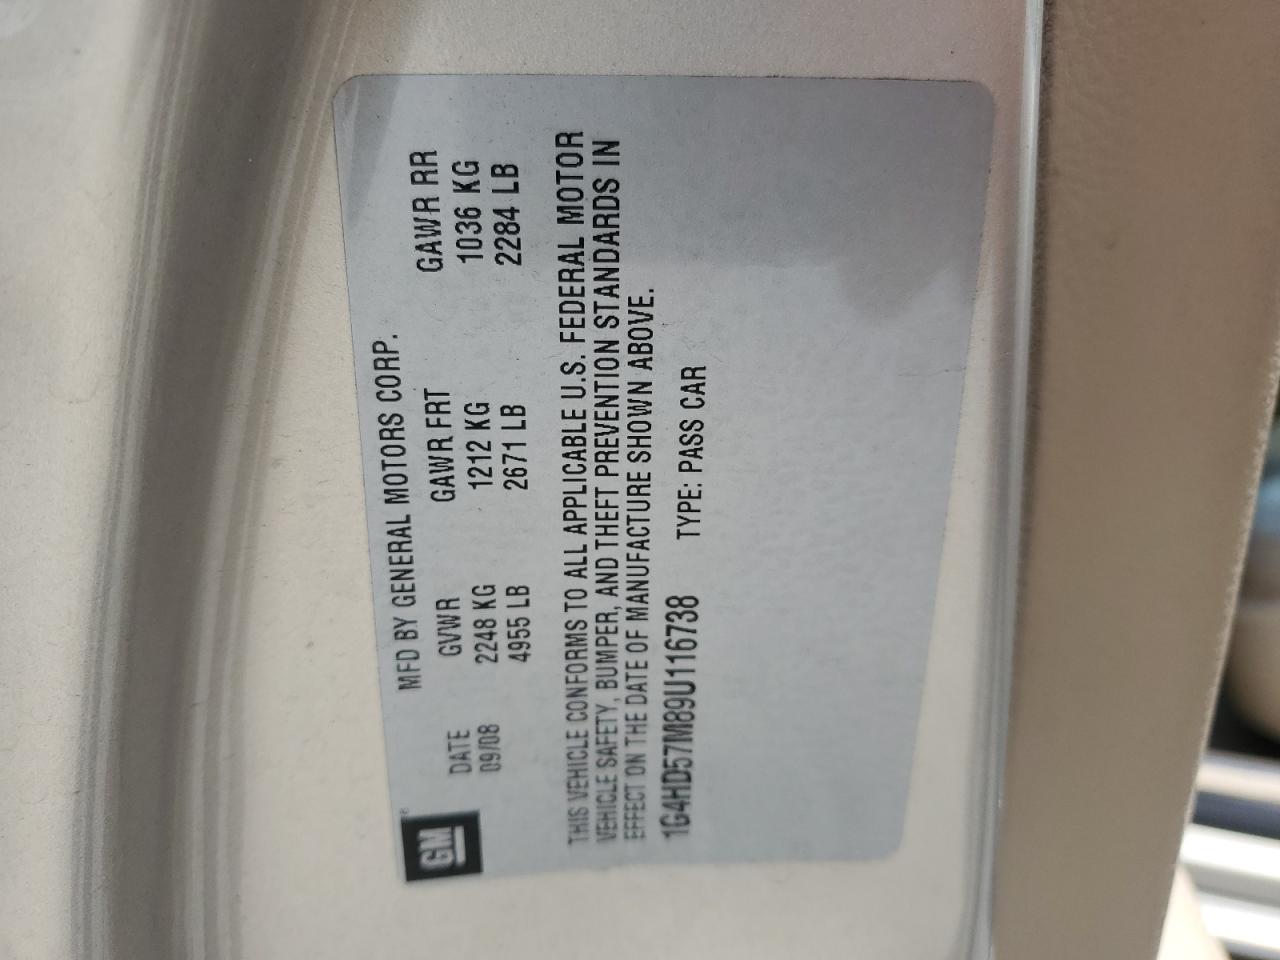 GM
MFD BY GENERAL MOTORS CORP.
DATE GVWR GAWR FRT GAWR RR
09/08 2248 KG 1212 KG 1036 KG
4955 LB 2671 LB 2284 LB
THIS VEHICLE CONFORMS TO ALL APPLICABLE U.S. FEDERAL MOTOR
VEHICLE SAFETY, BUMPER, AND THEFT PREVENTION STANDARDS IN
EFFECT ON THE DATE OF MANUFACTURE SHOWN ABOVE.
1G4HD57M89U116738 TYPE: PASS CAR